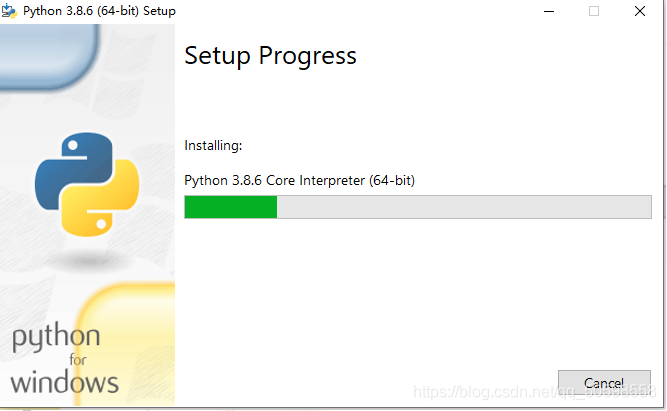 Python 3.8.6 (64-bit) Setup
Setup Progress
Installing:
Python 3.8.6 Core Interpreter (64-bit)
python
for
windows
Cancel